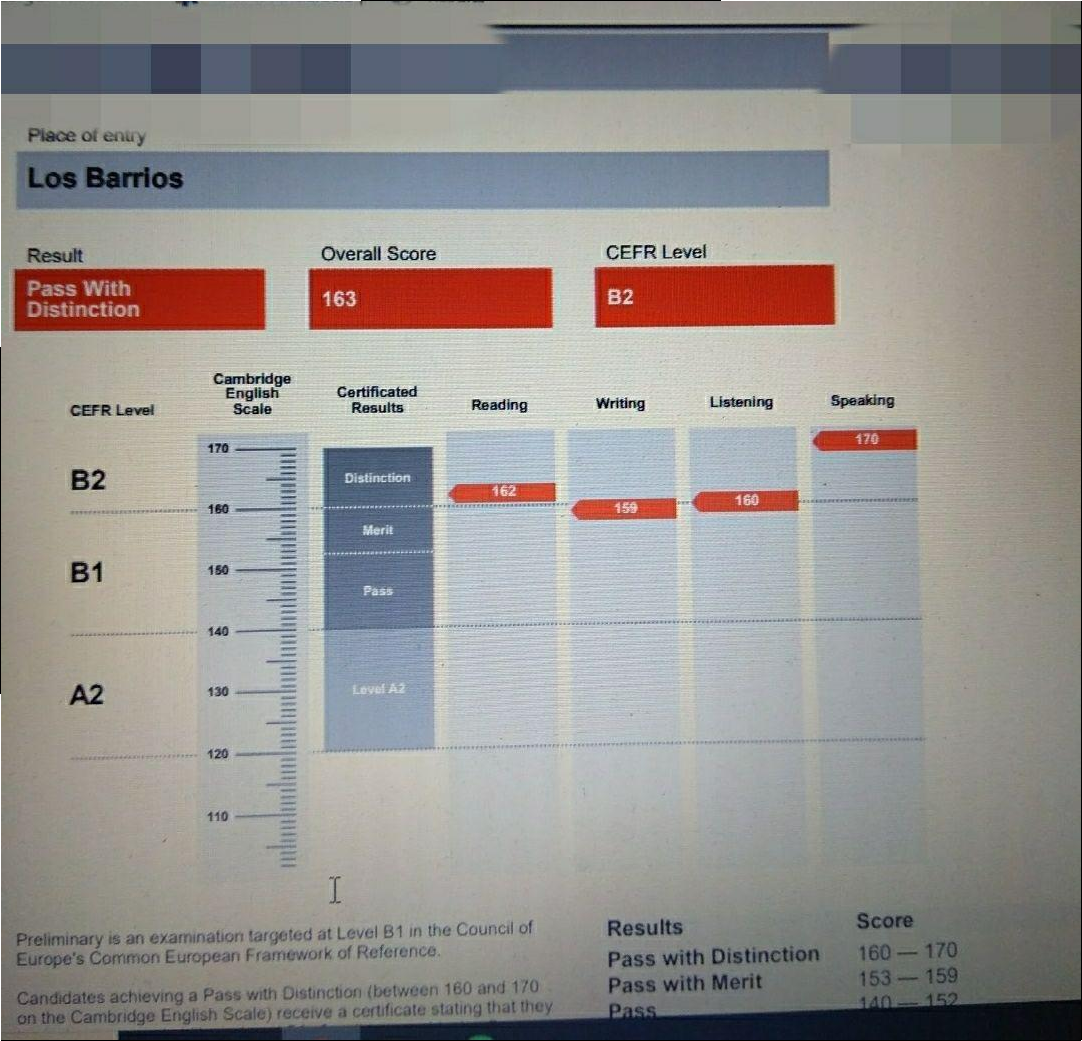 Place of entry
Los Barrios
Result
Overall Score
CEFR Level
Pass With
Distinction
163
B2
CEFR Level
Cambridge
English
Scale
Certificated
Results
Reading
Writing
Listening
Speaking
170
B2
Distinction
162
159
160
170
160
Merit
B1
150
Pass
140
A2
130
Level A2
120
110
Preliminary is an examination targeted at Level B1 in the Council of
Europe's Common European Framework of Reference.
Candidates achieving a Pass with Distinction (between 160 and 170
on the Cambridge English Scale) receive a certificate stating that they
Results
Score
Pass with Distinction
160 — 170
Pass with Merit
153 — 159
Pass
140 — 152